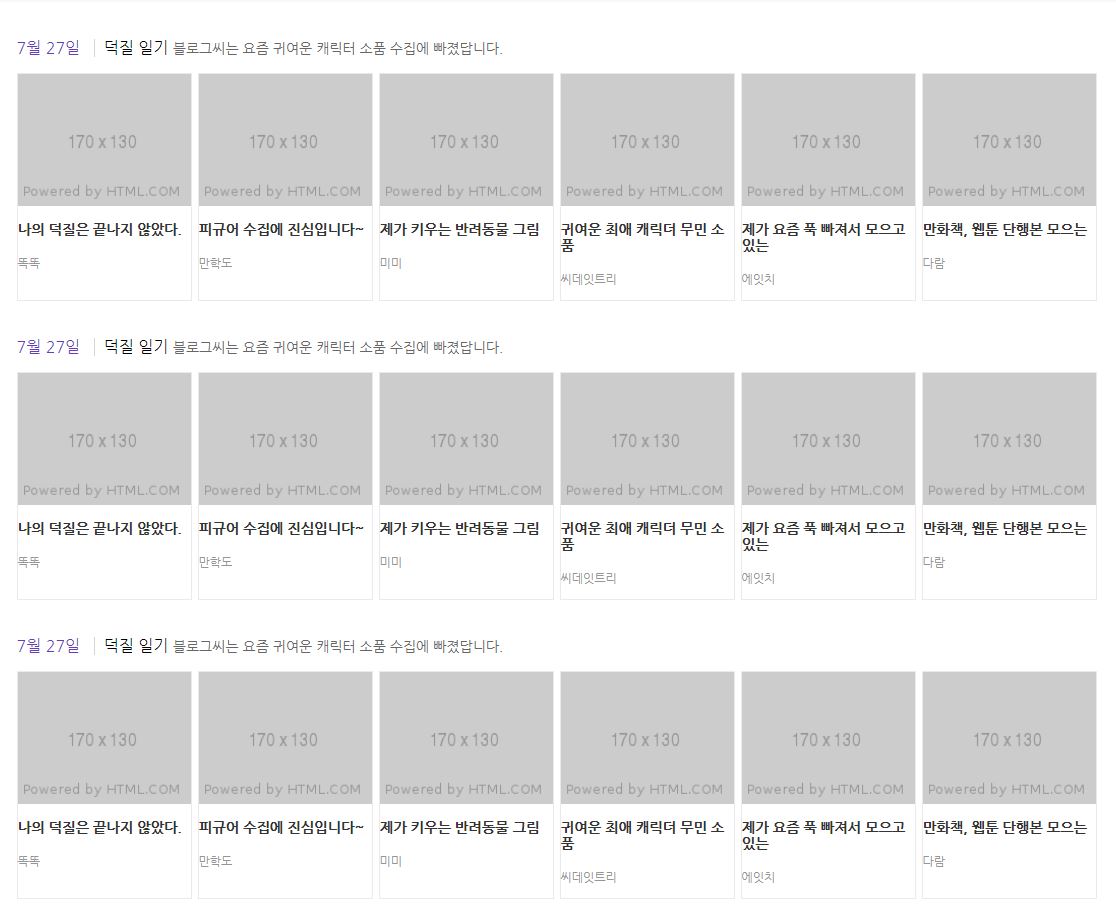 7월 27일 덕질 일기 블로그씨는 요즘 귀여운 캐릭터 소품 수집에 빠졌답니다.
170 x 130 170 x 130 170 x 130 170 x 130 170 x 130 170 x 130
Powered by HTML.COM Powered by HTML.COM Powered by HTML.COM Powered by HTML.COM Powered by HTML.COM Powered by HTML.COM
나의 덕질은 끝나지 않았다. 피규어 수집에 진심입니다~ 제가 키우는 반려동물 그림 귀여운 최애 캐릭더 무민 소 제가 요즘 푹 빠져서 모으고 만화책, 웹툰 단행본 모으는
품 있는
똑똑 만학도 미미 다람
씨데잇트리 에잇치
7월 27일 덕질 일기 블로그씨는 요즘 귀여운 캐릭터 소품 수집에 빠졌답니다.
170 x 130 170 x 130 170 x 130 170 x 130 170 x 130 170 x 130
Powered by HTML.COM Powered by HTML.COM Powered by HTML.COM Powered by HTML.COM Powered by HTML.COM Powered by HTML.COM
나의 덕질은 끝나지 않았다. 피규어 수집에 진심입니다~ 제가 키우는 반려동물 그림 귀여운 최애 캐릭더 무민 소 제가 요즘 푹 빠져서 모으고 만화책, 웹툰 단행본 모으는
품 있는
똑똑 만학도 미미 다람
씨데잇트리 에잇치
7월 27일 덕질 일기 블로그씨는 요즘 귀여운 캐릭터 소품 수집에 빠졌답니다.
170 x 130 170 x 130 170 x 130 170 x 130 170 x 130 170 x 130
Powered by HTML.COM Powered by HTML.COM Powered by HTML.COM Powered by HTML.COM Powered by HTML.COM Powered by HTML.COM
나의 덕질은 끝나지 않았다. 피규어 수집에 진심입니다~ 제가 키우는 반려동물 그림 귀여운 최애 캐릭더 무민 소 제가 요즘 푹 빠져서 모으고 만화책, 웹툰 단행본 모으는
품 있는
똑똑 만학도 미미 다람
씨데잇트리 에잇치